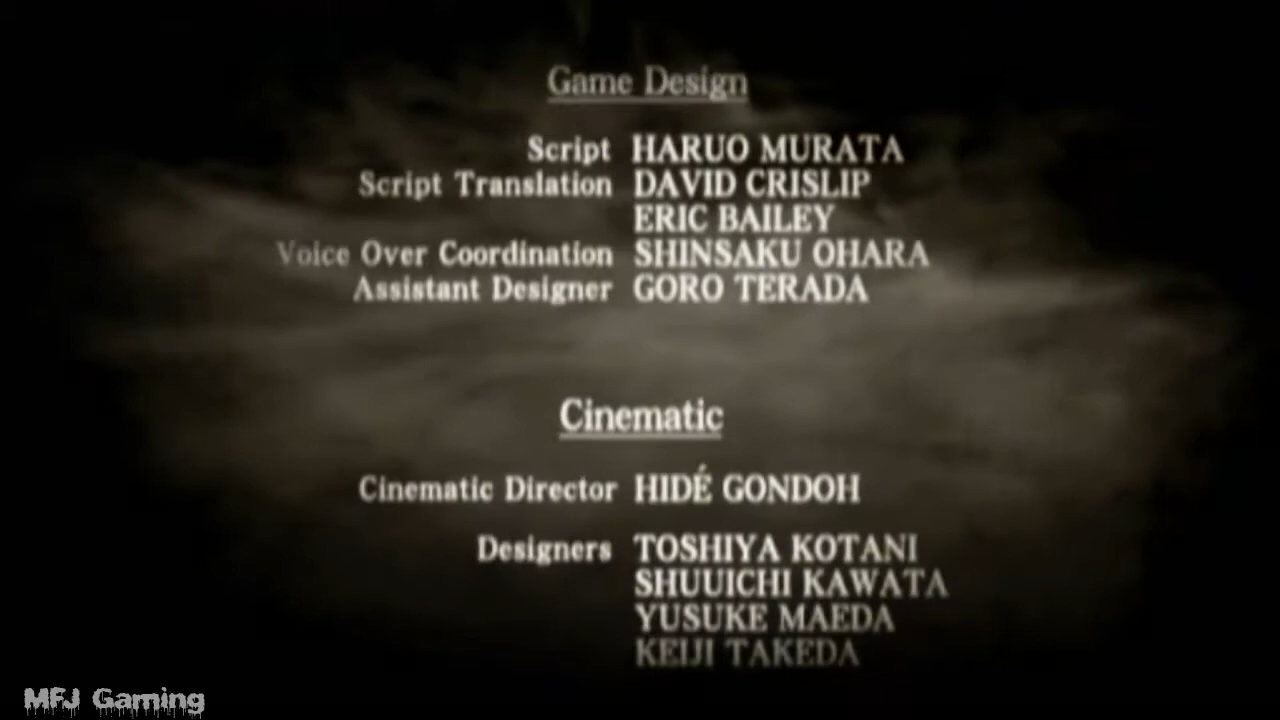 Game Design
Script HARUO MURATA
Script Translation DAVID CRISLIP
ERIC BAILEY
Voice Over Coordination SHINSAKU OHARA
Assistant Designer GORO TERADA
Cinematic
Cinematic Director HIDÉ GONDOH
Designers TOSHIYA KOTANI
SHUUICHI KAWATA
YUSUKE MAEDA
KEIJI TAKEDA
MFJ Gaming